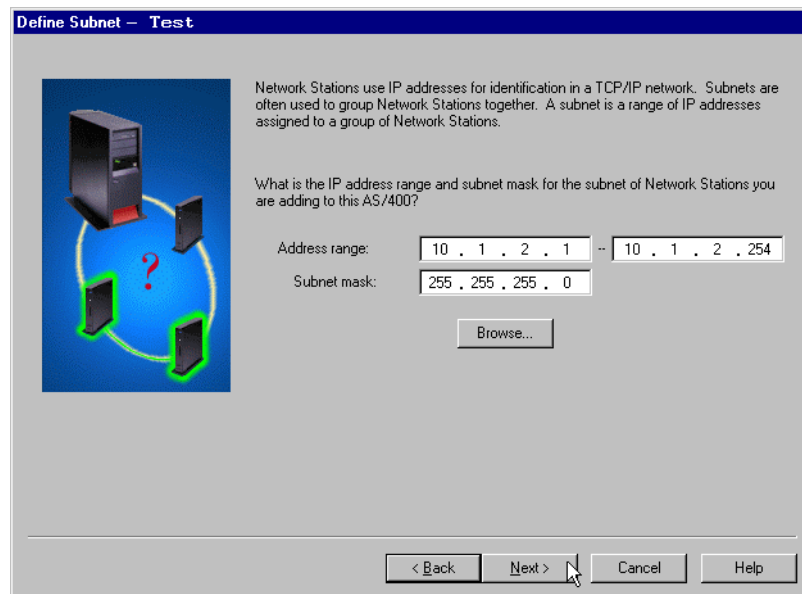 Define Subnet – Test
Network Stations use IP addresses for identification in a TCP/IP network. Subnets are
often used to group Network Stations together. A subnet is a range of IP addresses
assigned to a group of Network Stations.
What is the IP address range and subnet mask for the subnet of Network Stations you
are adding to this AS/400?
Address range: 10 . 1 . 2 . 1 -- 10 . 1 . 2 . 254
Subnet mask: 255 . 255 . 255 . 0
Browse...
?
< Back Next > Cancel Help